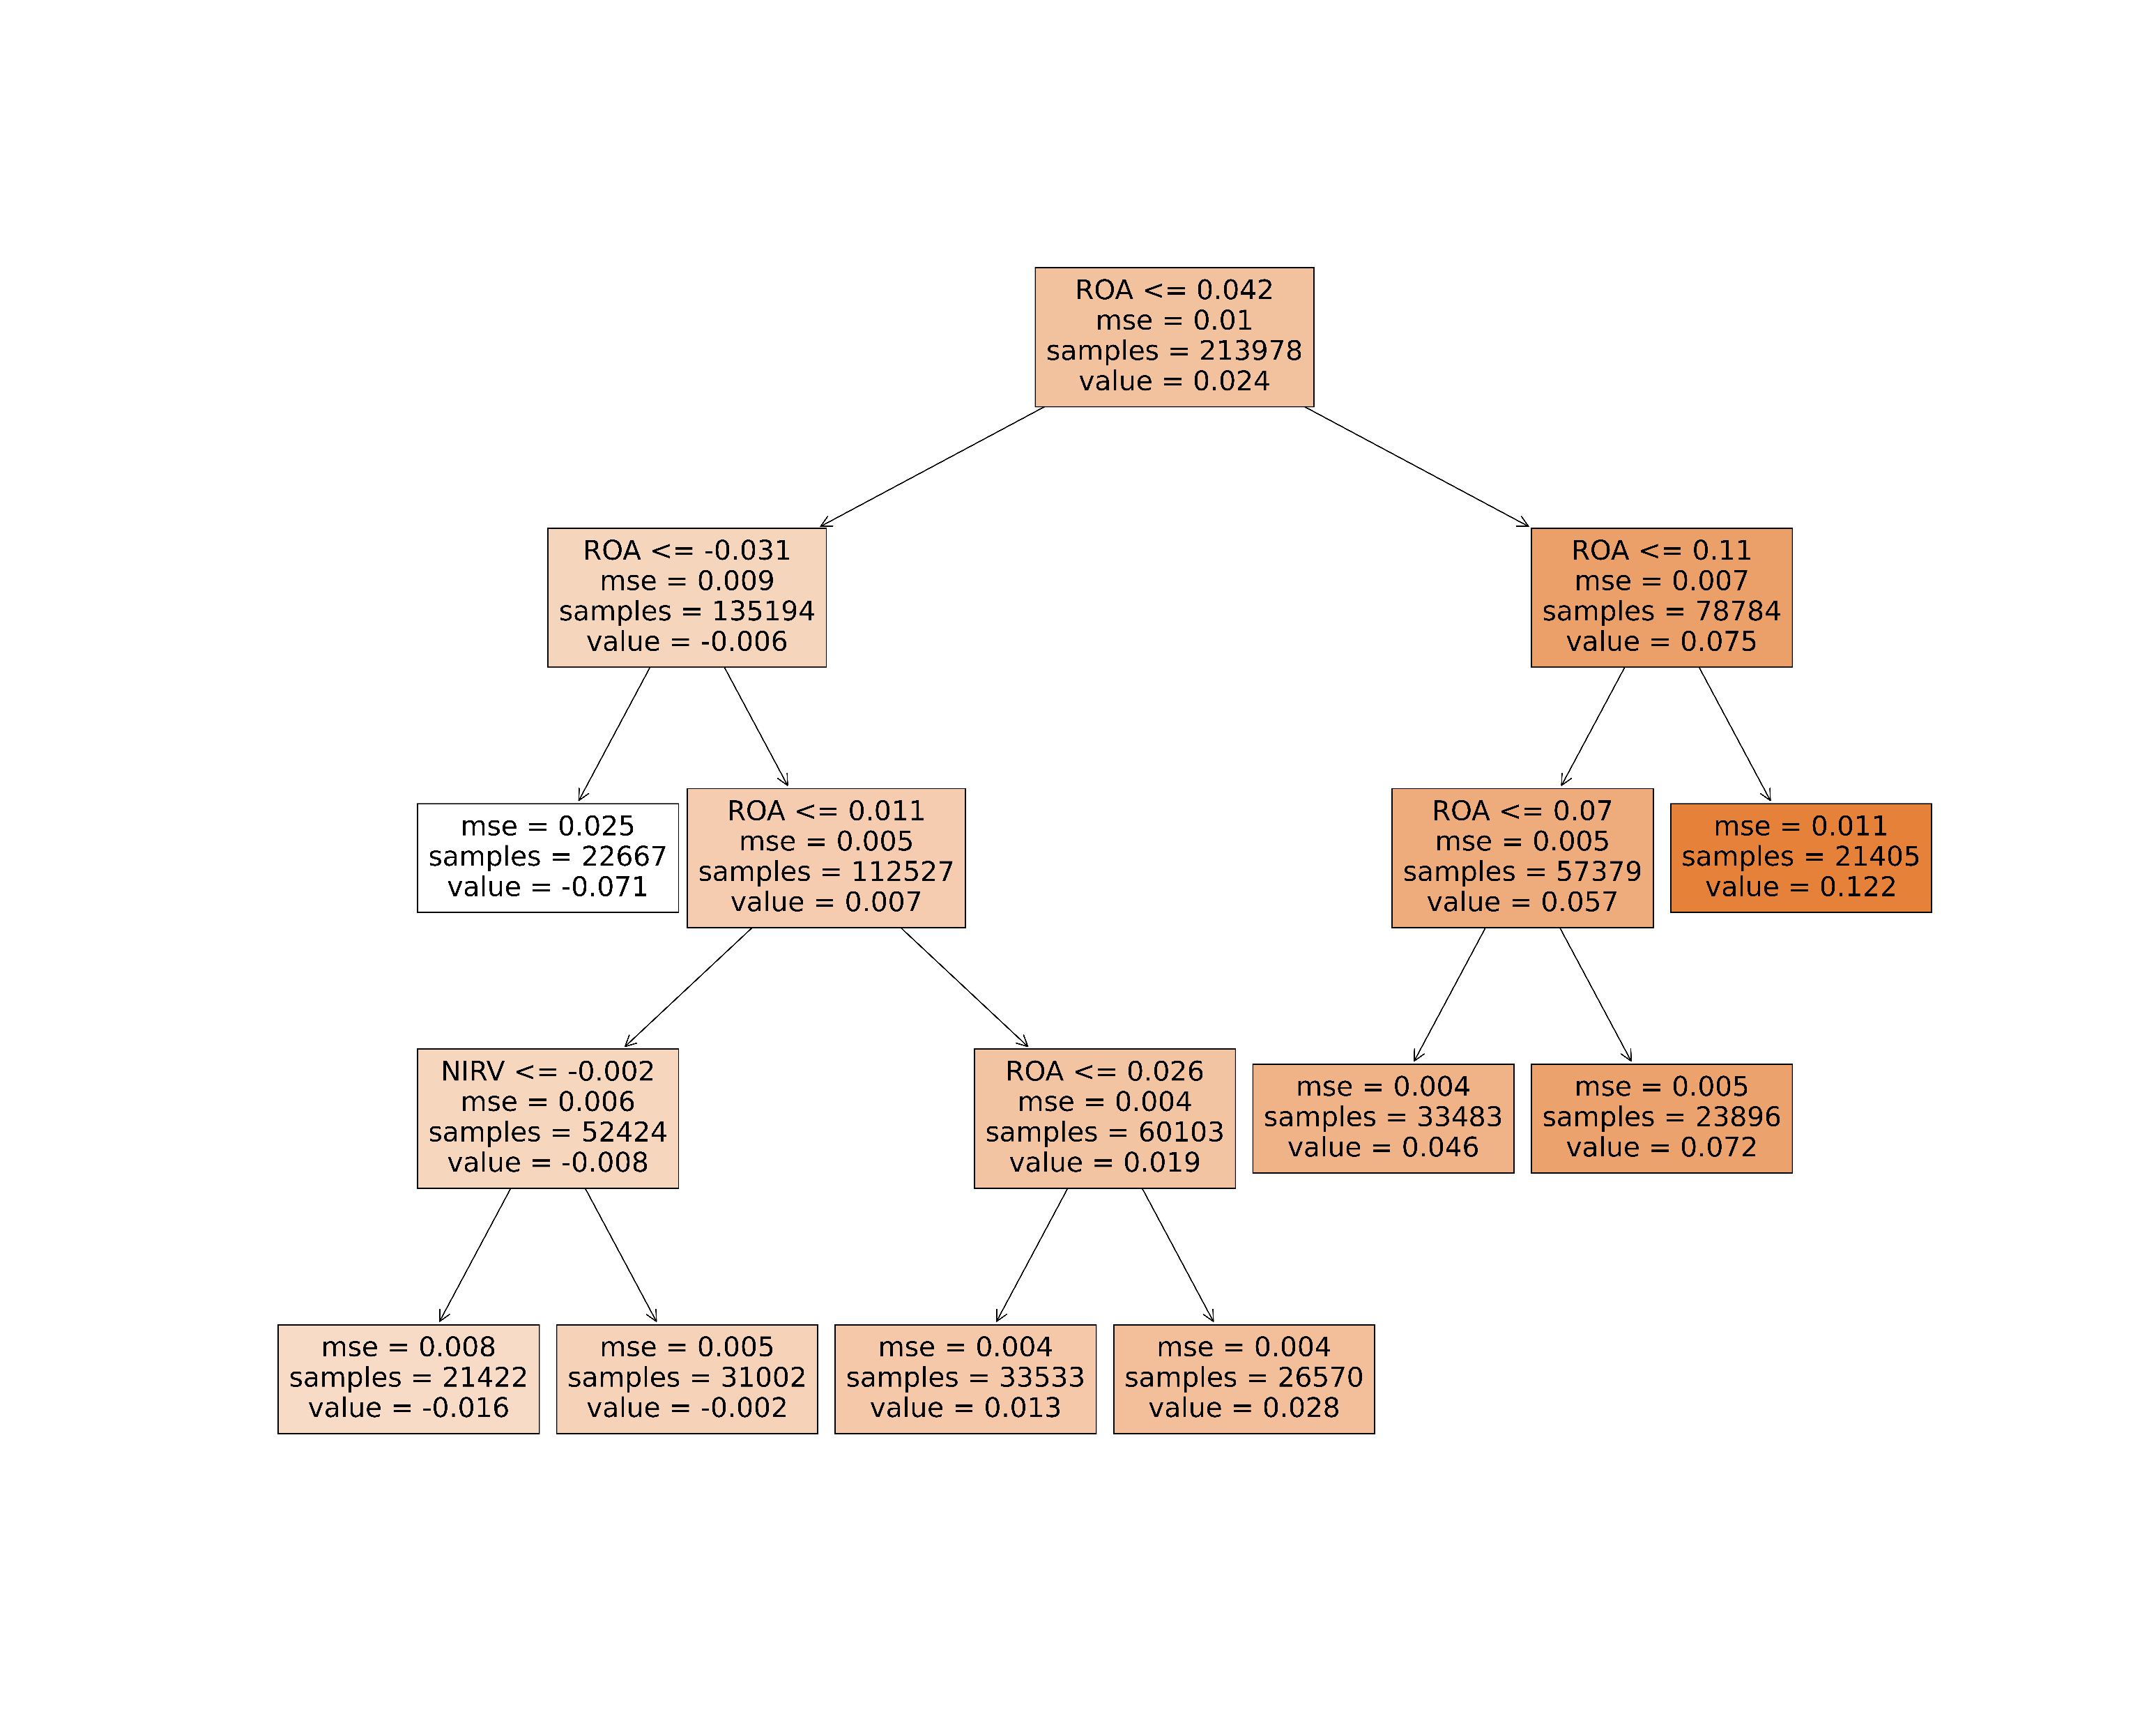 ROA <= 0.042
mse = 0.01
samples = 213978
value = 0.024
ROA <= -0.031
mse = 0.009
samples = 135194
value = -0.006
ROA <= 0.11
mse = 0.007
samples = 78784
value = 0.075
mse = 0.025
samples = 22667
value = -0.071
ROA <= 0.011
mse = 0.005
samples = 112527
value = 0.007
ROA <= 0.07
mse = 0.005
samples = 57379
value = 0.057
mse = 0.011
samples = 21405
value = 0.122
NIRV <= -0.002
mse = 0.006
samples = 52424
value = -0.008
ROA <= 0.026
mse = 0.004
samples = 60103
value = 0.019
mse = 0.004
samples = 33483
value = 0.046
mse = 0.005
samples = 23896
value = 0.072
mse = 0.008
samples = 21422
value = -0.016
mse = 0.005
samples = 31002
value = -0.002
mse = 0.004
samples = 33533
value = 0.013
mse = 0.004
samples = 26570
value = 0.028